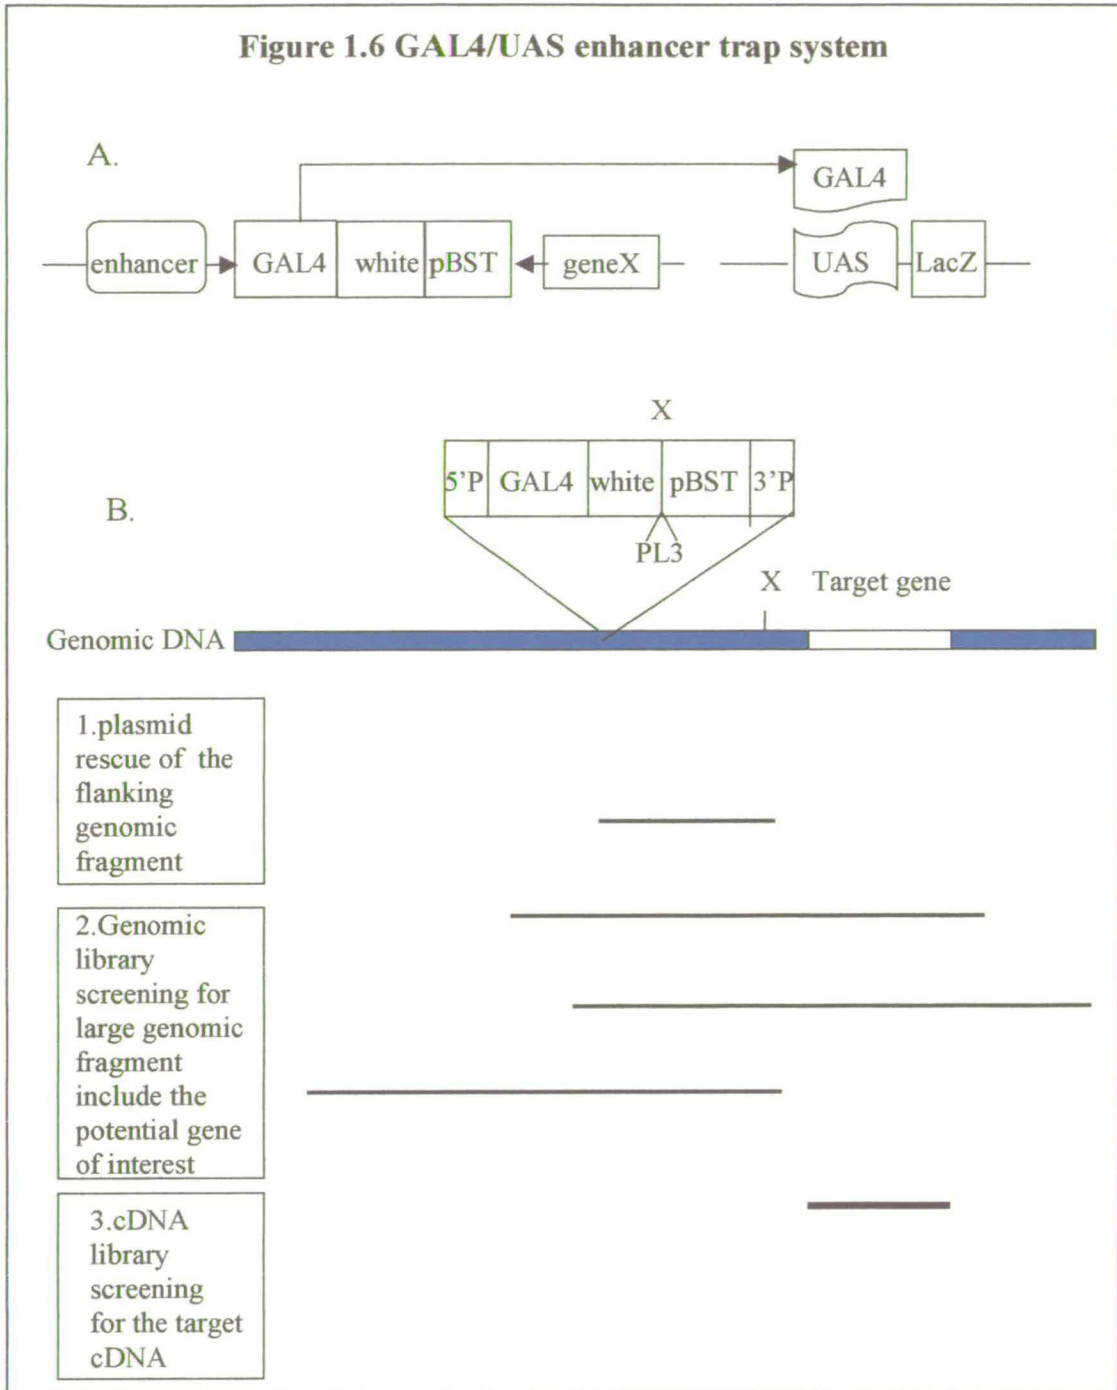 Figure 1.6 GAL4/UAS enhancer trap system
A.
GAL4
enhancer GAL4 white pBST geneX UAS LacZ
X
5'P GAL4 white pBST 3'P
B.
PL3
X Target gene
Genomic DNA
1.plasmid
rescue of the
flanking
genomic
fragment
2.Genomic
library
screening for
large genomic
fragment
include the
potential gene
of interest
3.cDNA
library
screening
for the target
cDNA